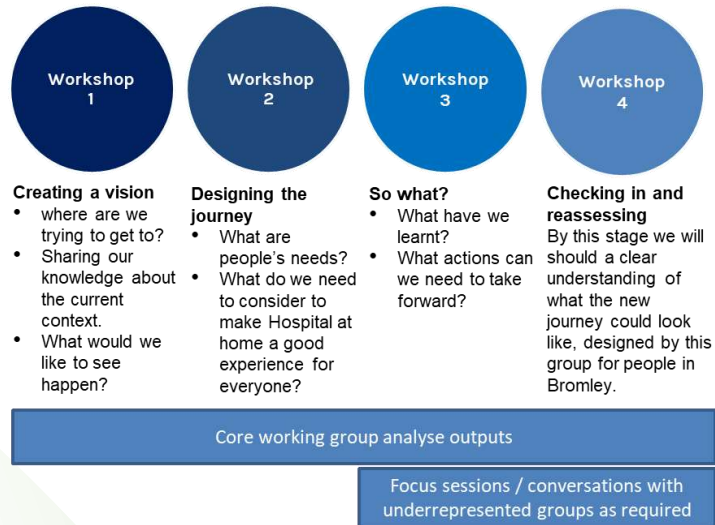 Workshop
1
Workshop
2
Workshop
3
Workshop
4
Creating a vision
• where are we
trying to get to?
• Sharing our
knowledge about
the current
context.
• What would we
like to see
happen?
Designing the
journey
• What are
people's needs?
• What do we need
to consider to
make Hospital at
home a good
experience for
everyone?
So what?
• What have we
learnt?
• What actions can
we need to take
forward?
Checking in and
reassessing
By this stage we will
should a clear
understanding of
what the new
journey could look
like, designed by this
group for people in
Bromley.
Core working group analyse outputs
Focus sessions / conversations with
underrepresented groups as required